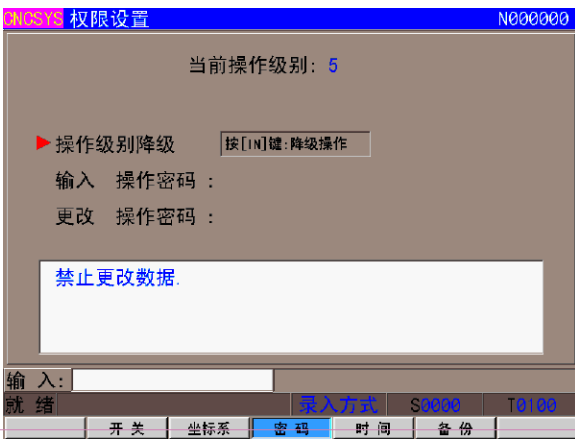 CNCSYS 权限设置 N000000
当前操作级别: 5
操作级别降级 按[IN]键:降级操作
输入 操作密码 :
更改 操作密码 :
禁止更改数据.
输 入:
就 绪 录入方式 S0000 T0100
开 关 坐标系 密 码 时 间 备 份